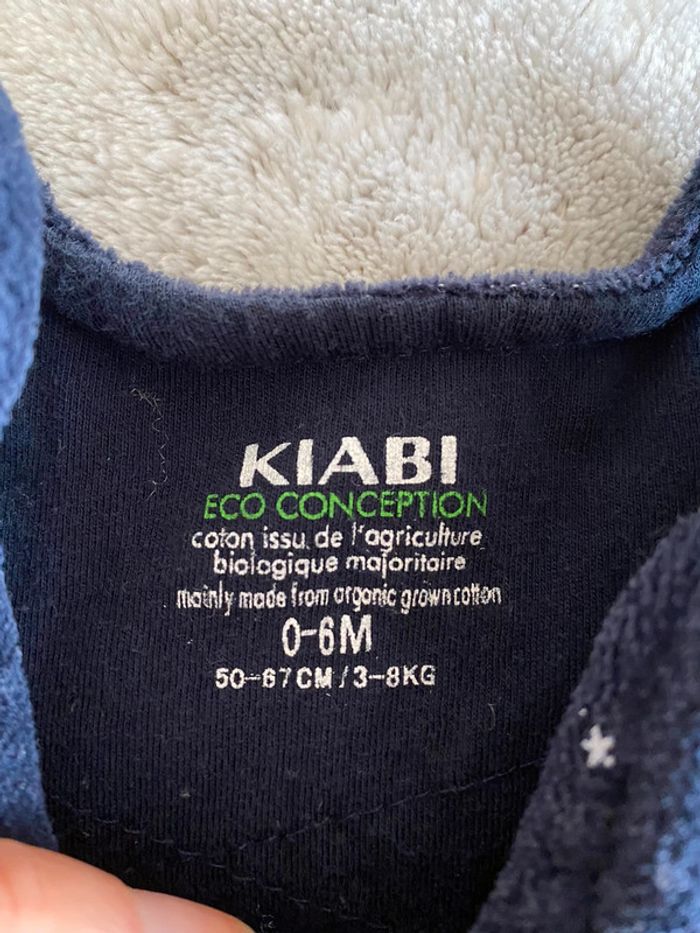 KIABI
ECO CONCEPTION
coton issu de l'agriculture
biologique majoritaire
mainly made from organic grown cotton
0-6M
50-67CM/3-8KG